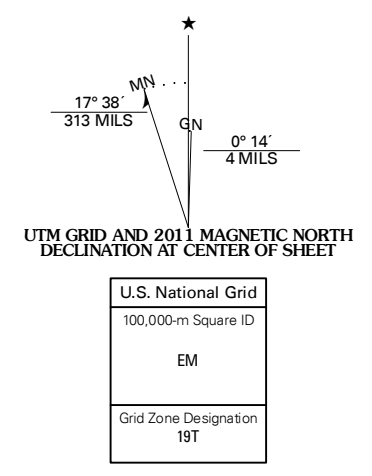 MN
17° 38´
313 MILS
GN
0° 14´
4 MILS
UTM GRID AND 2011 MAGNETIC NORTH
DECLINATION AT CENTER OF SHEET
U.S. National Grid
100,000-m Square ID
EM
Grid Zone Designation
19T